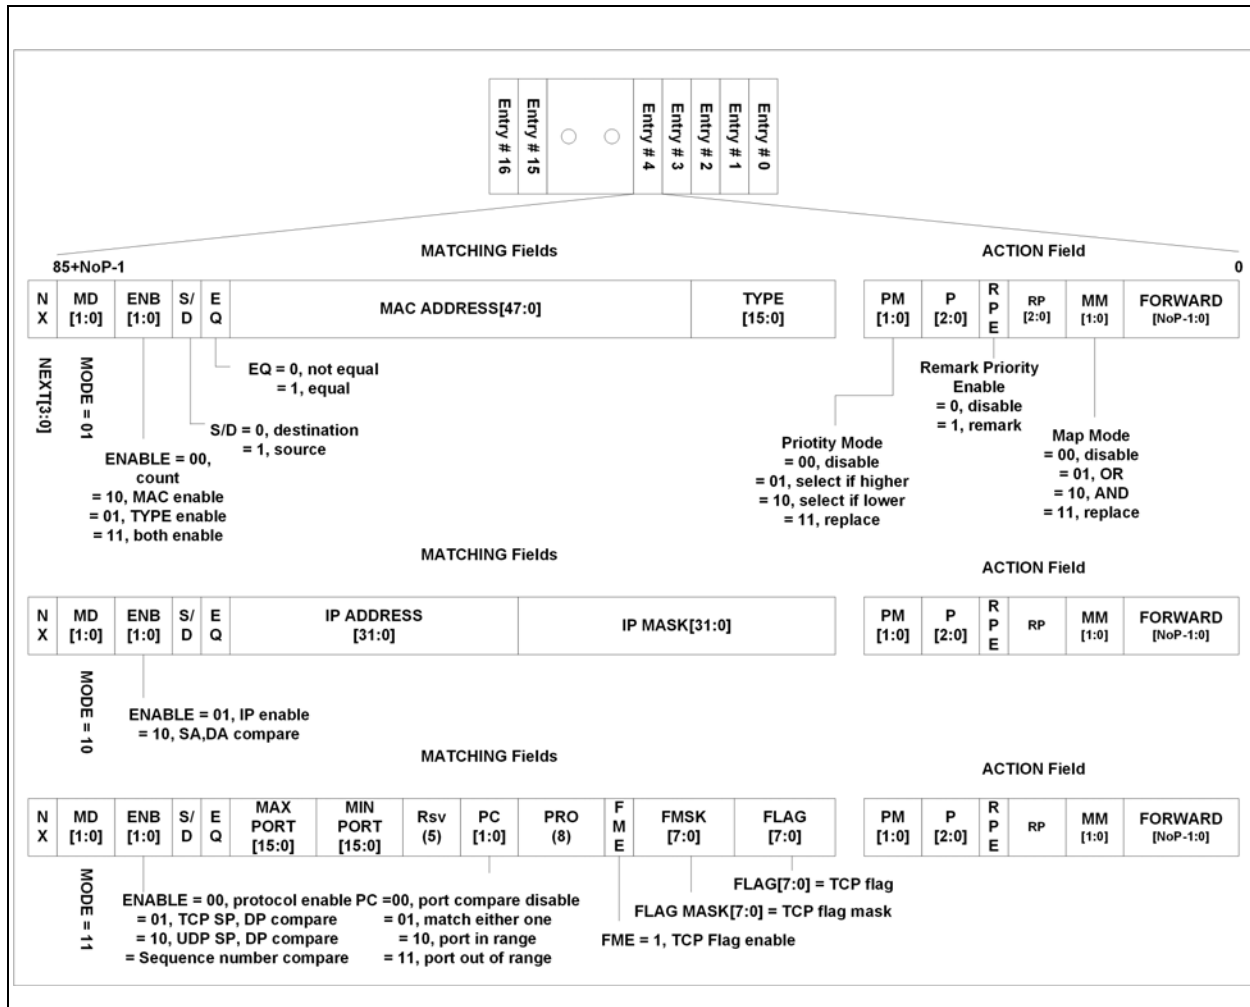 Entry # 16
Entry # 15
Entry # 4
Entry # 3
Entry # 2
Entry # 1
Entry # 0
MATCHING Fields
ACTION Field
85+NoP-1
0
N
X
MD
[1:0]
ENB
[1:0]
S/
D
E
Q
MAC ADDRESS[47:0]
TYPE
[15:0]
PM
[1:0]
P
[2:0]
R
P
E
RP
[2:0]
MM
[1:0]
FORWARD
[NoP-1:0]
NEXT[3:0]
MODE = 01
EQ = 0, not equal
= 1, equal
S/D = 0, destination
= 1, source
ENABLE = 00,
count
= 10, MAC enable
= 01, TYPE enable
= 11, both enable
Priotity Mode
= 00, disable
= 01, select if higher
= 10, select if lower
= 11, replace
Remark Priority
Enable
= 0, disable
= 1, remark
Map Mode
= 00, disable
= 01, OR
= 10, AND
= 11, replace
MATCHING Fields
ACTION Field
N
X
MD
[1:0]
ENB
[1:0]
S/
D
E
Q
IP ADDRESS
[31:0]
IP MASK[31:0]
PM
[1:0]
P
[2:0]
R
P
E
RP
MM
[1:0]
FORWARD
[NoP-1:0]
MODE = 10
ENABLE = 01, IP enable
= 10, SA,DA compare
MATCHING Fields
ACTION Field
N
X
MD
[1:0]
ENB
[1:0]
S/
D
E
Q
MAX
PORT
[15:0]
MIN
PORT
[15:0]
Rsv
(5)
PC
[1:0]
PRO
(8)
F
M
E
FMSK
[7:0]
FLAG
[7:0]
PM
[1:0]
P
[2:0]
R
P
E
RP
MM
[1:0]
FORWARD
[NoP-1:0]
MODE = 11
ENABLE = 00, protocol enable
= 01, TCP SP, DP compare
= 10, UDP SP, DP compare
= Sequence number compare
PC =00, port compare disable
= 01, match either one
= 10, port in range
= 11, port out of range
FLAG[7:0] = TCP flag
FLAG MASK[7:0] = TCP flag mask
FME = 1, TCP Flag enable